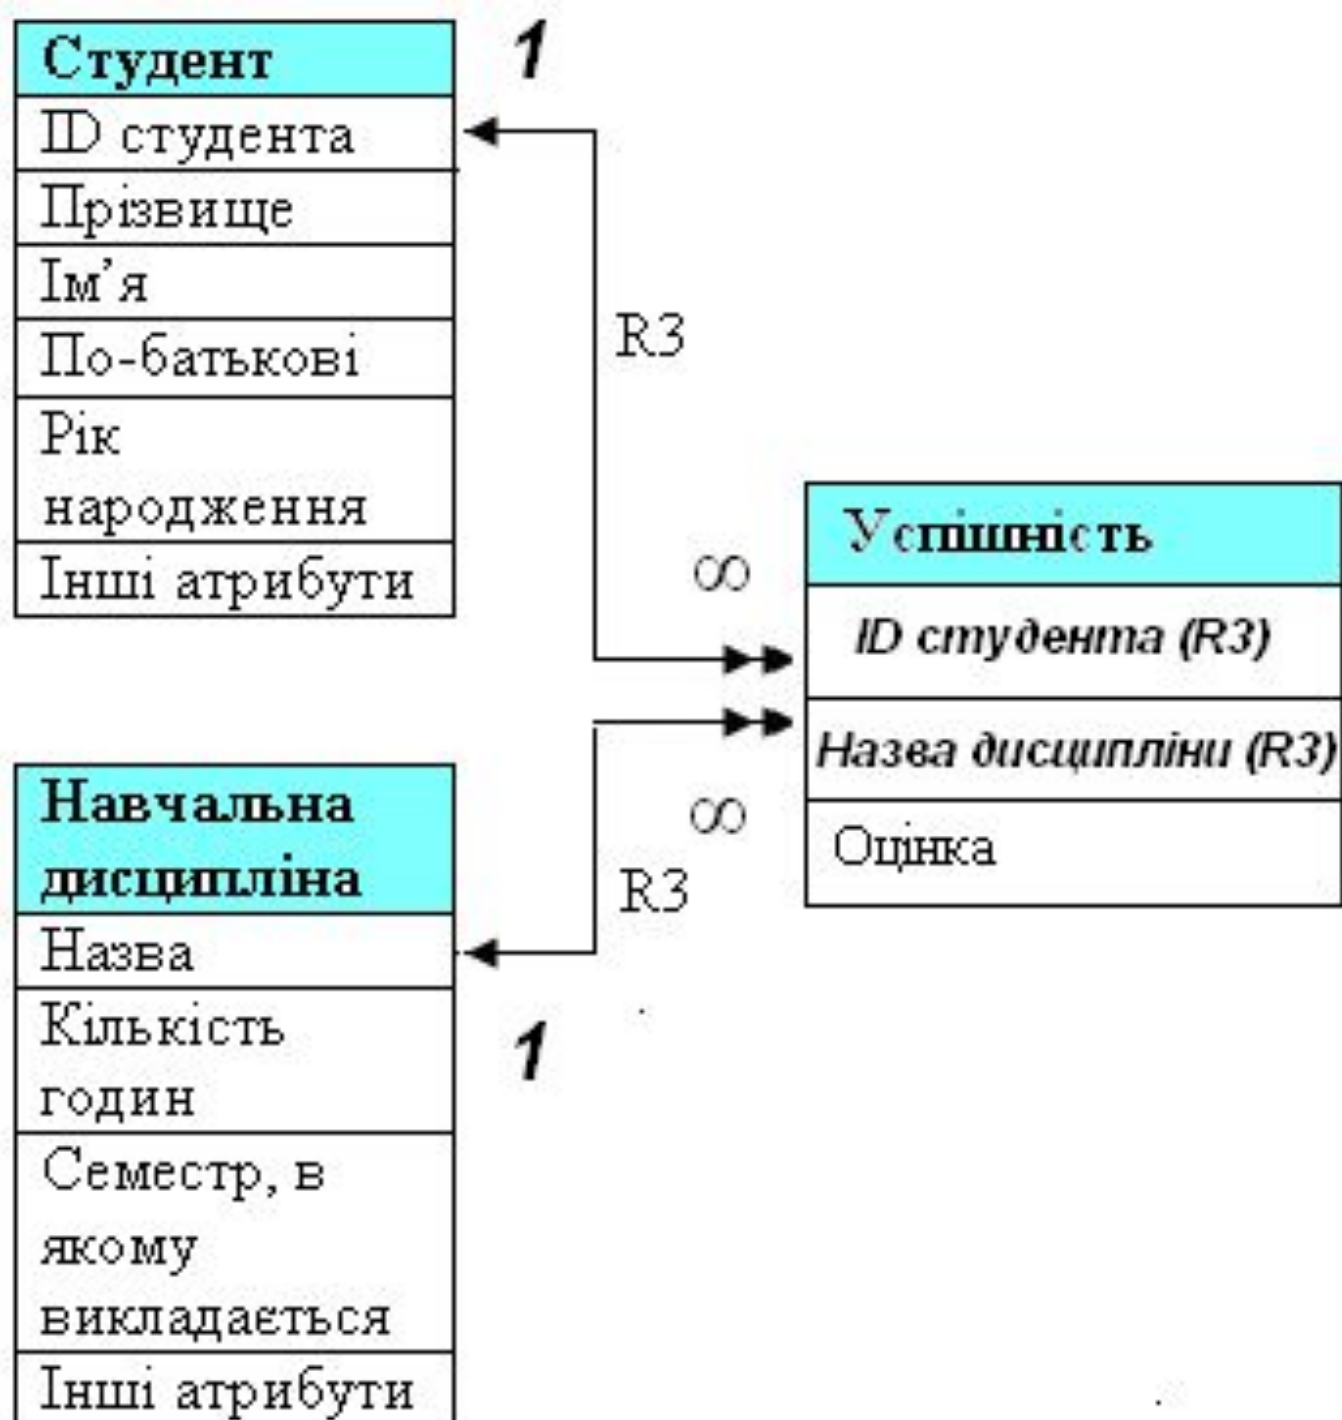 Студент
1
ID студента
Прізвище
Ім’я
По-батькові
Рік
народження
Інші атрибути
R3
∞
Успішність
ID студента (R3)
Назва дисципліни (R3)
Оцінка
∞
R3
Навчальна
дисципліна
Назва
1
Кількість
годин
Семестр, в
якому
викладається
Інші атрибути